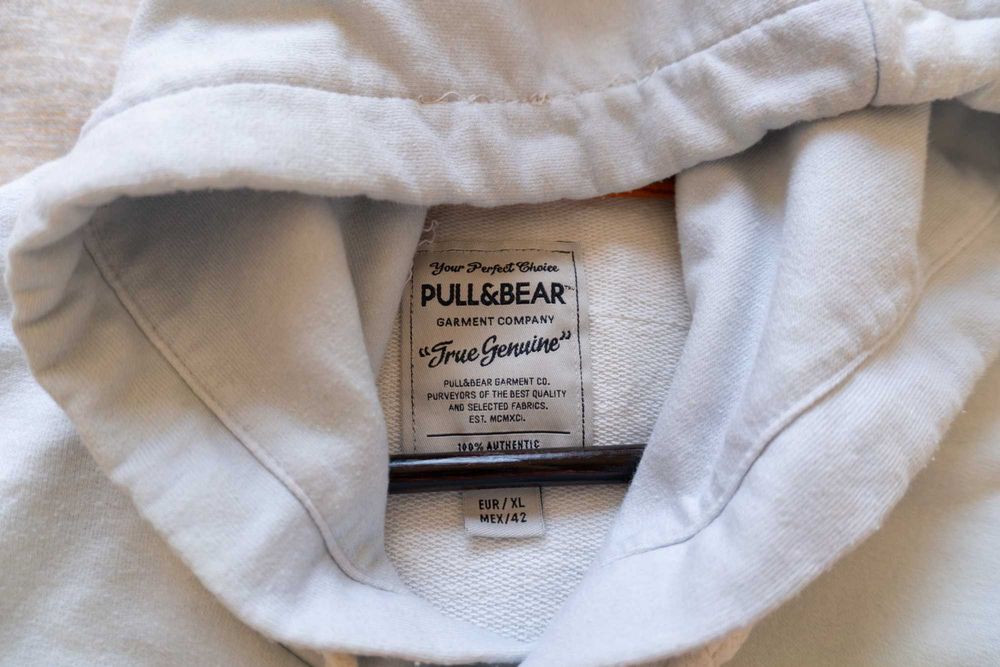 Your Perfect Choice
PULL&BEAR™
GARMENT COMPANY
“True Genuine”
PULL&BEAR GARMENT CO.
PURVEYORS OF THE BEST QUALITY
AND SELECTED FABRICS.
EST. MCMXCI.
100% AUTHENTIC
EUR/XL
MEX/42